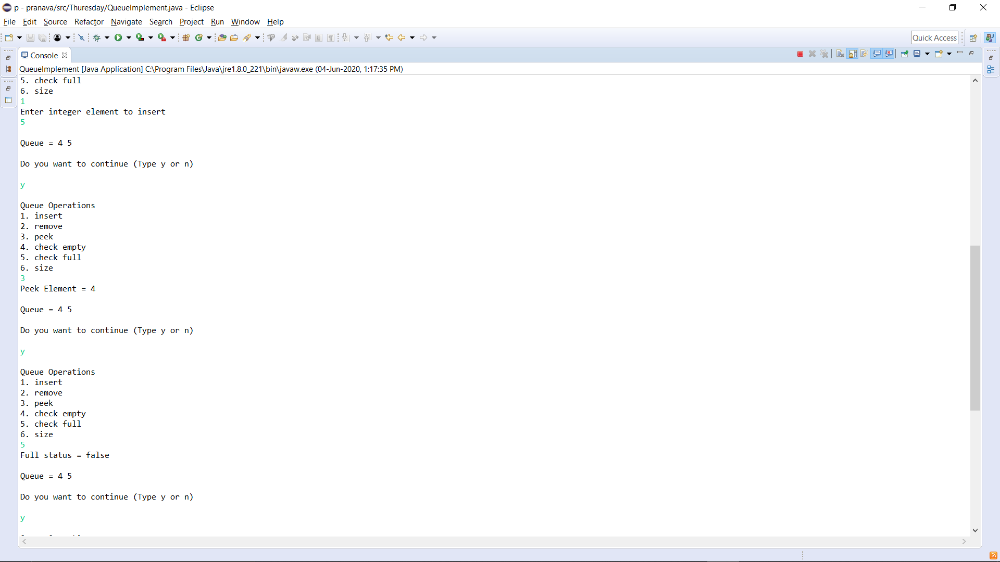 p - pranava/src/Thuresday/QueueImplement.java - Eclipse
File Edit Source Refactor Navigate Search Project Run Window Help
Quick Access
Console
QueueImplement [Java Application] C:\Program Files\Java\jre1.8.0_221\bin\javaw.exe (04-Jun-2020, 1:17:35 PM)
5. check full
6. size
1
Enter integer element to insert
5
Queue = 4 5
Do you want to continue (Type y or n)
y
Queue Operations
1. insert
2. remove
3. peek
4. check empty
5. check full
6. size
3
Peek Element = 4
Queue = 4 5
Do you want to continue (Type y or n)
y
Queue Operations
1. insert
2. remove
3. peek
4. check empty
5. check full
6. size
5
Full status = false
Queue = 4 5
Do you want to continue (Type y or n)
y